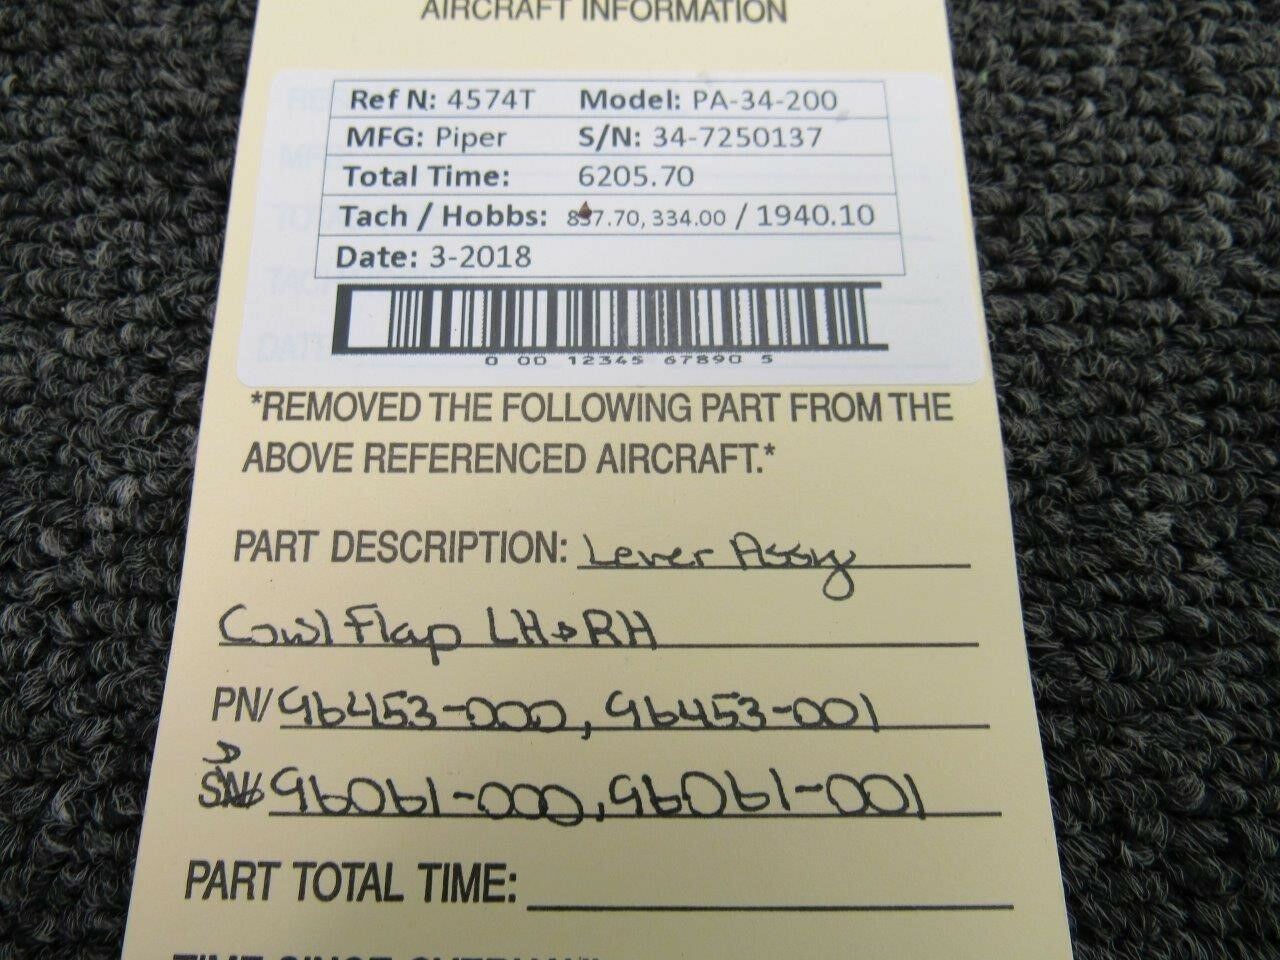 AIRCRAFT INFORMATION
Ref N: 4574T Model: PA-34-200
MFG: Piper S/N: 34-7250137
Total Time: 6205.70
Tach / Hobbs: 837.70, 334.00 / 1940.10
Date: 3-2018
0 00 12345 67890 5
*REMOVED THE FOLLOWING PART FROM THE
ABOVE REFERENCED AIRCRAFT.*
PART DESCRIPTION: Lever Assy
Cowl Flap LH & RH
PN/ 96453-000, 96453-001
96061-000, 96061-001
PART TOTAL TIME: